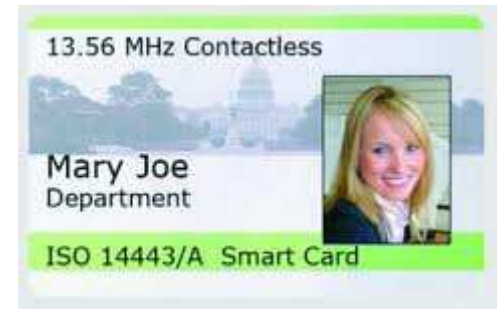 13.56 MHz Contactless
Mary Joe
Department
ISO 14443/A Smart Card